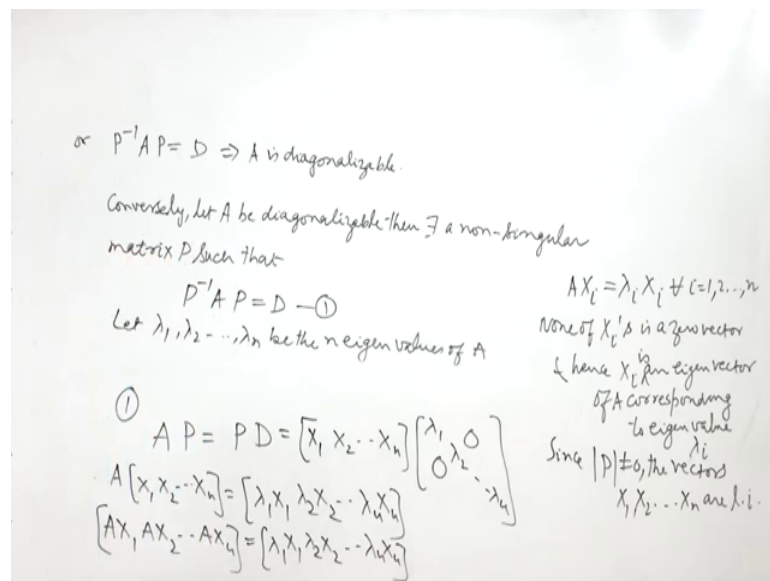 or P⁻¹AP = D ⇒ A is diagonalizable.
Conversely, let A be diagonalizable then ∃ a non-singular
matrix P such that
P⁻¹AP = D —①
Let λ₁, λ₂ - - -, λn be the n eigen values of A
①
AP = PD = [X₁ X₂ - - Xn] [λ₁ 0 λ₂ 0 ⋱ λn]
A[X₁ X₂ - - Xn] = [λ₁X₁ λ₂X₂ - - λnXn]
[AX₁ AX₂ - - AXn] = [λ₁X₁ λ₂X₂ - - λnXn]
AXᵢ = λᵢXᵢ ∀ i=1,2..,n
None of Xᵢ's is a zero vector
& hence Xᵢ is an eigen vector
of A corresponding
to eigen value
λᵢ
Since |P| ≠ 0, the vectors
X₁ X₂ ... Xn are l.i.